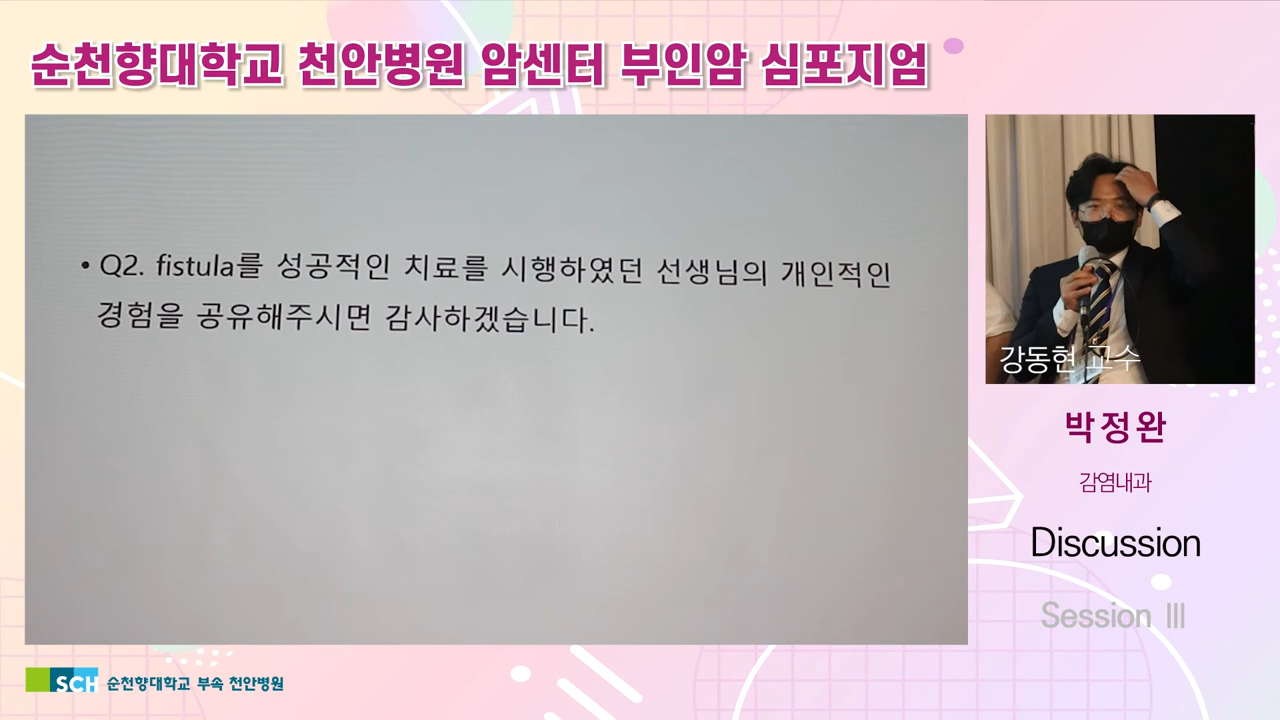 순천향대학교 천안병원 암센터 부인암 심포지엄
• Q2. fistula를 성공적인 치료를 시행하였던 선생님의 개인적인
경험을 공유해주시면 감사하겠습니다.
강동현 교수
박정완
감염내과
Discussion
Session III
SCH 순천향대학교 부속 천안병원